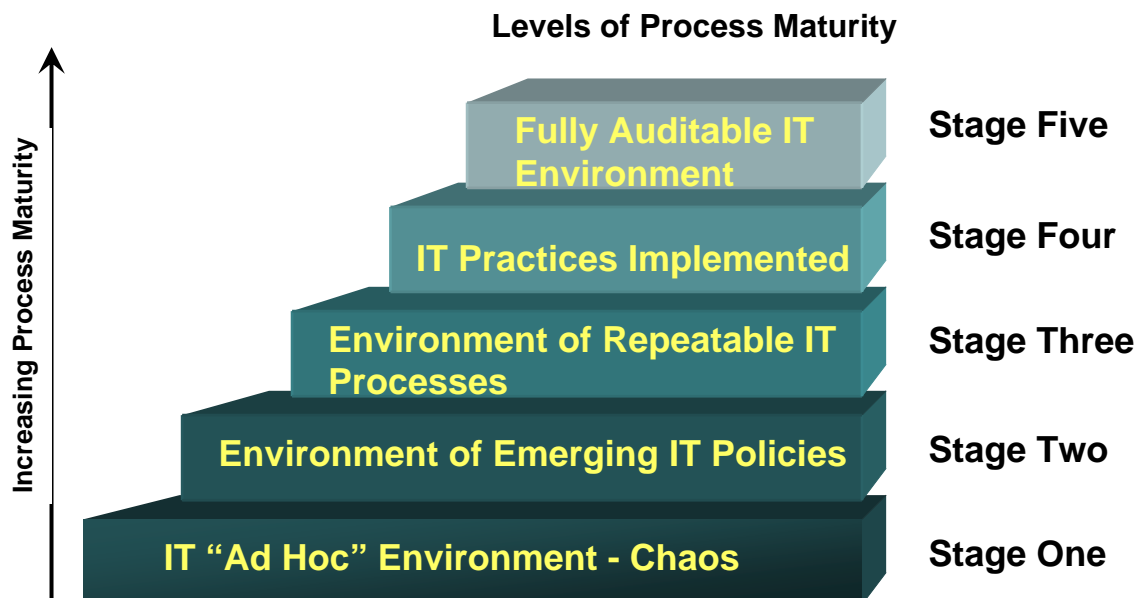 Levels of Process Maturity
Increasing Process Maturity
Fully Auditable IT
Environment
Stage Five
IT Practices Implemented
Stage Four
Environment of Repeatable IT
Processes
Stage Three
Environment of Emerging IT Policies
Stage Two
IT “Ad Hoc” Environment - Chaos
Stage One